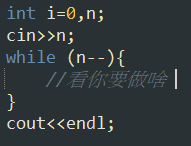 int i=0,n;
cin>>n;
while (n--){
//看你要做啥
}
cout<<endl;